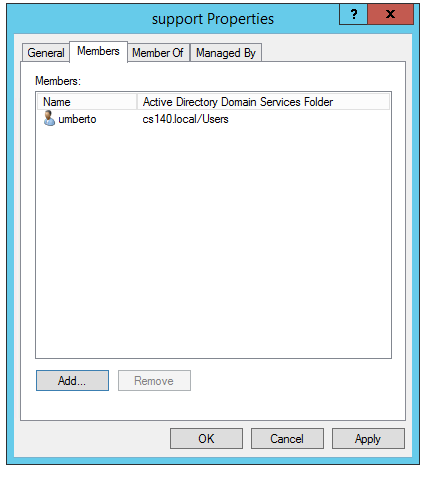 support Properties
? x
General Members Member Of Managed By
Members:
Name Active Directory Domain Services Folder
umberto cs140.local/Users
Add... Remove
OK Cancel Apply